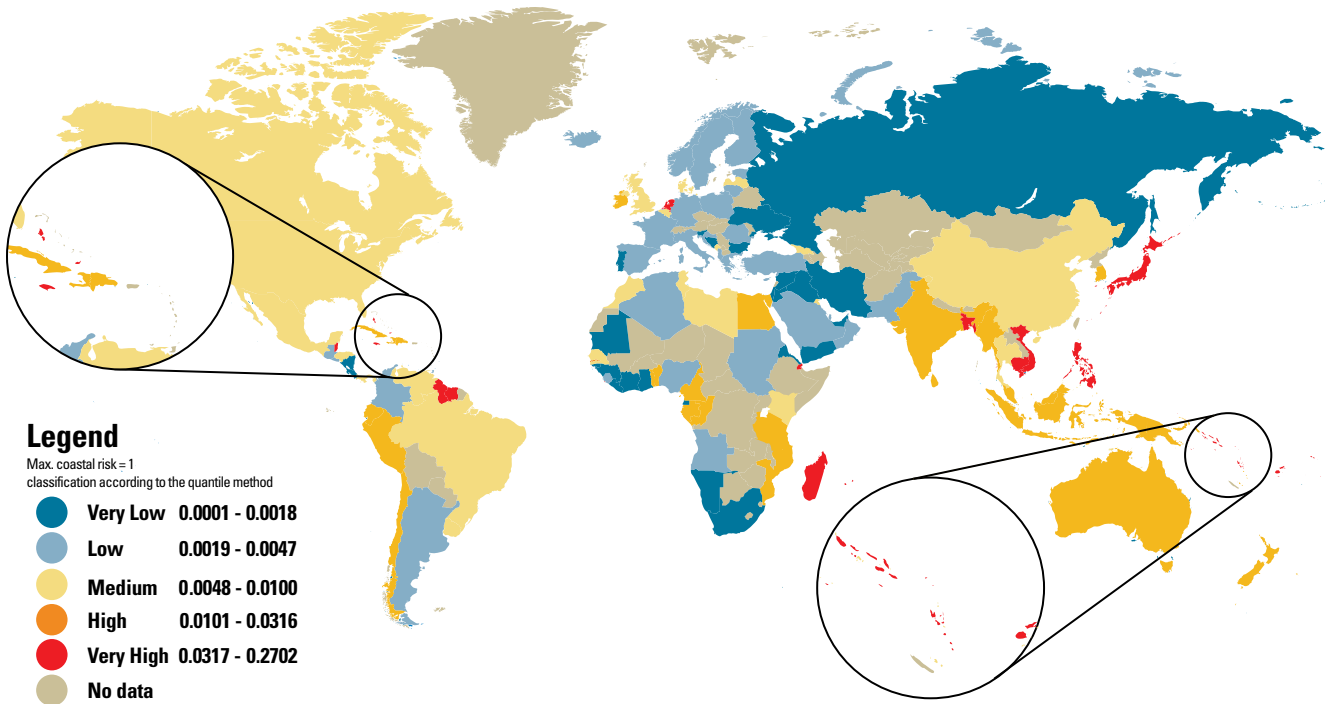 Legend
Max. coastal risk = 1
classification according to the quantile method
Very Low 0.0001 - 0.0018
Low 0.0019 - 0.0047
Medium 0.0048 - 0.0100
High 0.0101 - 0.0316
Very High 0.0317 - 0.2702
No data